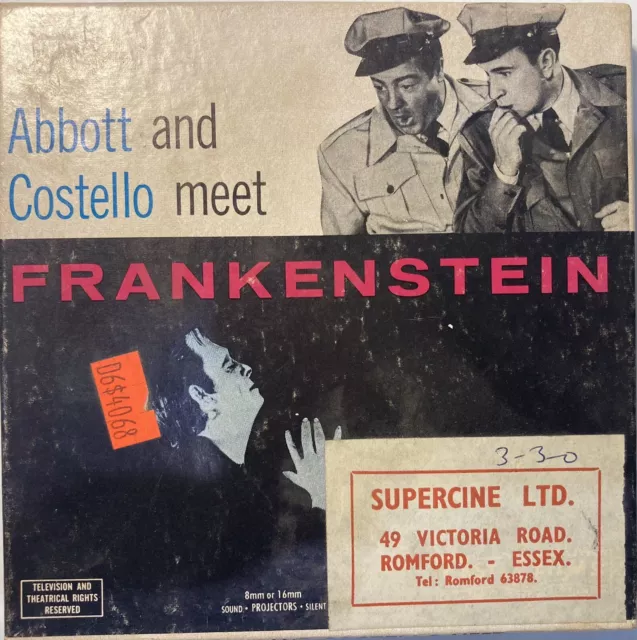 Abbott and
Costello meet
FRANKENSTEIN
06$4068
3-3-0
SUPERCINE LTD.
49 VICTORIA ROAD.
ROMFORD. - ESSEX.
Tel: Romford 63878.
TELEVISION AND
THEATRICAL RIGHTS
RESERVED
8mm or 16mm
SOUND • PROJECTORS • SILENT